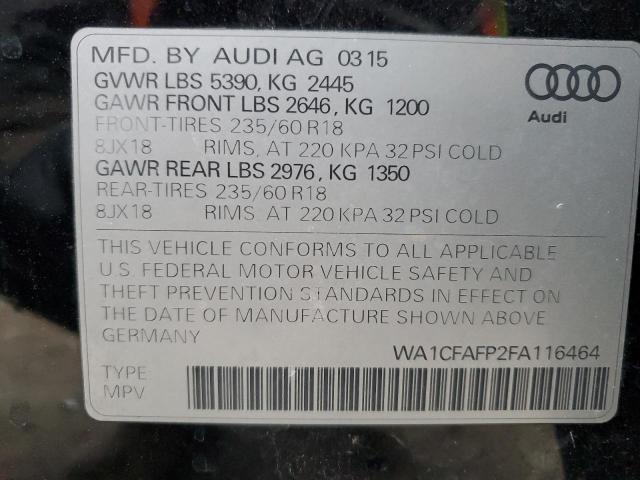 MFD. BY AUDI AG 03 15
GVWR LBS 5390, KG 2445
GAWR FRONT LBS 2646, KG 1200
FRONT-TIRES 235/60 R18
8JX18 RIMS, AT 220 KPA 32 PSI COLD
GAWR REAR LBS 2976, KG 1350
REAR-TIRES 235/60 R18
8JX18 RIMS, AT 220 KPA 32 PSI COLD
Audi
THIS VEHICLE CONFORMS TO ALL APPLICABLE
U.S. FEDERAL MOTOR VEHICLE SAFETY AND
THEFT PREVENTION STANDARDS IN EFFECT ON
THE DATE OF MANUFACTURE SHOWN ABOVE
GERMANY
WA1CFAFP2FA116464
TYPE
MPV